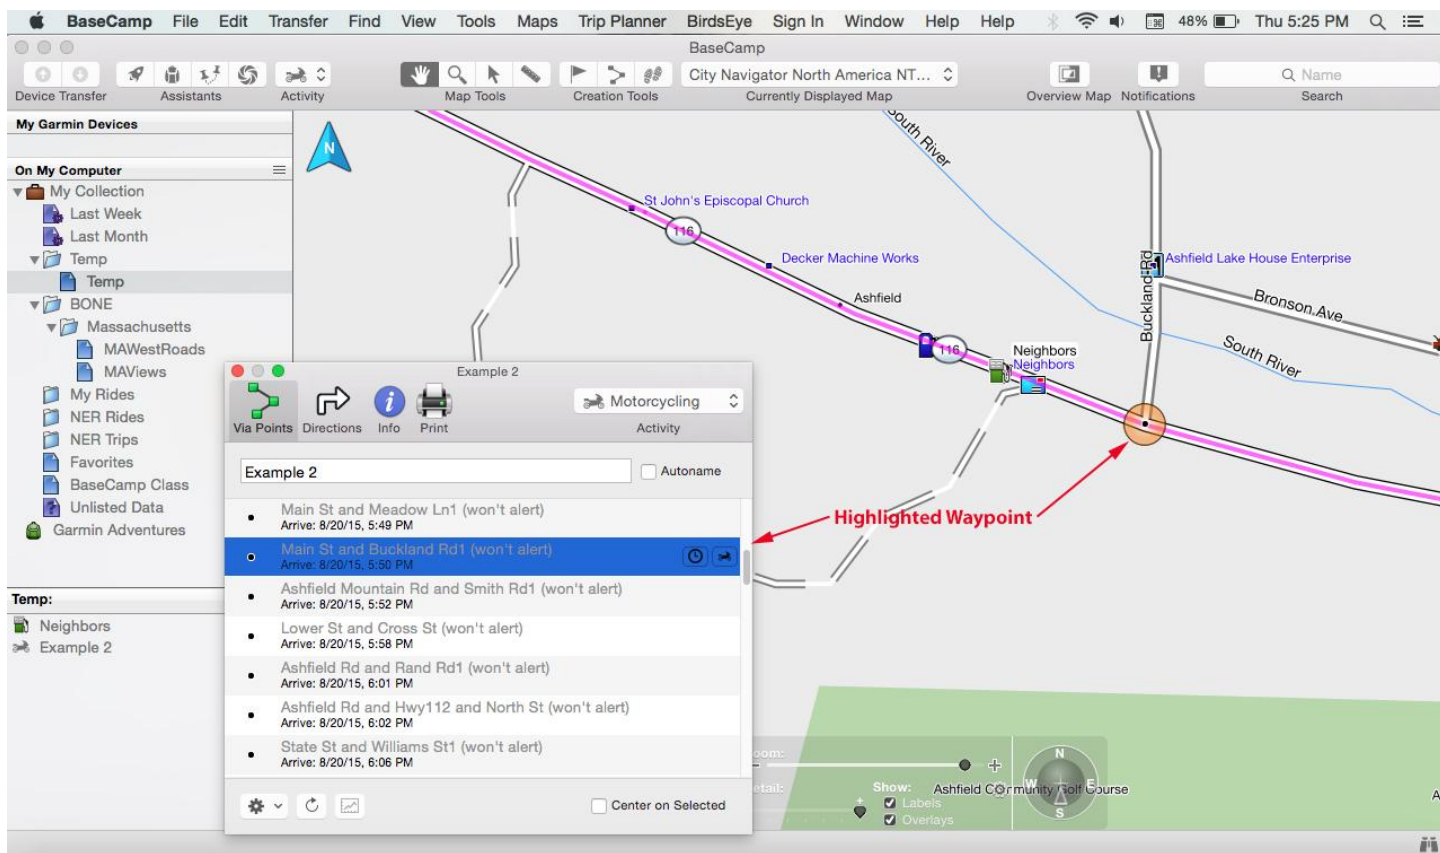 BaseCamp File Edit Transfer Find View Tools Maps Trip Planner BirdsEye Sign In Window Help Help 48% Thu 5:25 PM
BaseCamp
City Navigator North America NT... Name
Device Transfer Assistants Activity Map Tools Creation Tools Currently Displayed Map Overview Map Notifications Search
My Garmin Devices
On My Computer
My Collection
Last Week
Last Month
Temp
Temp
BONE
Massachusetts
MAWestRoads
MAViews
My Rides
NER Rides
NER Trips
Favorites
BaseCamp Class
Unlisted Data
Garmin Adventures
Temp:
Neighbors
Example 2
N
South River
St John's Episcopal Church
116
Decker Machine Works
Ashfield
116
Neighbors
Neighbors
Buckland Rd
Ashfield Lake House Enterprise
Bronson Ave
South River
Highlighted Waypoint
Example 2
Via Points Directions Info Print
Motorcycling
Activity
Example 2 Autoname
Main St and Meadow Ln1 (won't alert)
Arrive: 8/20/15, 5:49 PM
Main St and Buckland Rd1 (won't alert)
Arrive: 8/20/15, 5:50 PM
Ashfield Mountain Rd and Smith Rd1 (won't alert)
Arrive: 8/20/15, 5:52 PM
Lower St and Cross St (won't alert)
Arrive: 8/20/15, 5:58 PM
Ashfield Rd and Rand Rd1 (won't alert)
Arrive: 8/20/15, 6:01 PM
Ashfield Rd and Hwy112 and North St (won't alert)
Arrive: 8/20/15, 6:02 PM
State St and Williams St1 (won't alert)
Arrive: 8/20/15, 6:06 PM
Center on Selected
oom:
etail:
Show:
Labels
Overlays
N
W E
S
Ashfield Community Golf Course
A